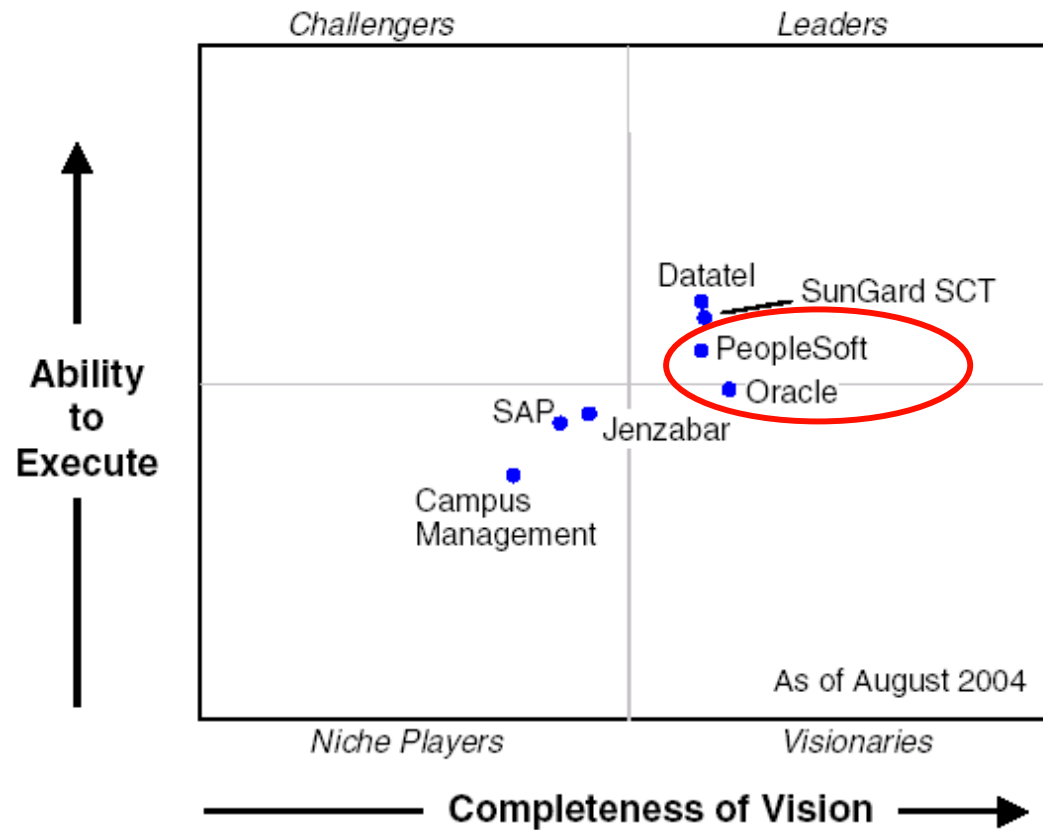 Challengers
Leaders
Datatel
SunGard SCT
PeopleSoft
Ability
to
Execute
Oracle
SAP
Jenzabar
Campus
Management
As of August 2004
Niche Players
Visionaries
Completeness of Vision